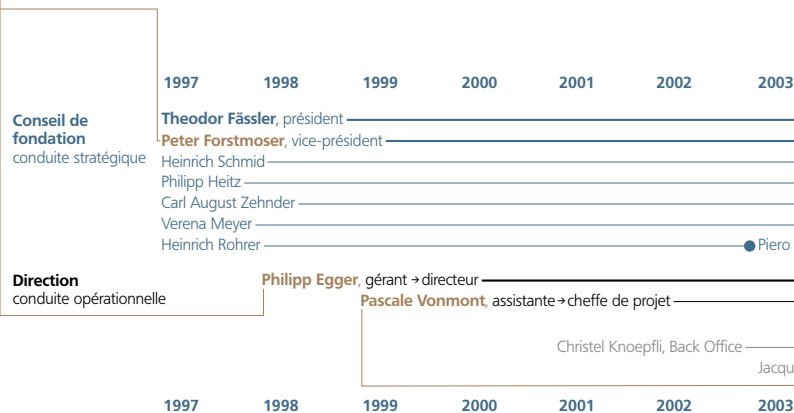 1997 1998 1999 2000 2001 2002 2003
Conseil de
fondation
conduite stratégique
Theodor Fässler, président
Peter Forstmoser, vice-président
Heinrich Schmid
Philipp Heitz
Carl August Zehnder
Verena Meyer
Heinrich Rohrer Piero
Direction
conduite opérationnelle
Philipp Egger, gérant → directeur
Pascale Vonmont, assistante → cheffe de projet
Christel Knoepfli, Back Office
Jacqu
1997 1998 1999 2000 2001 2002 2003